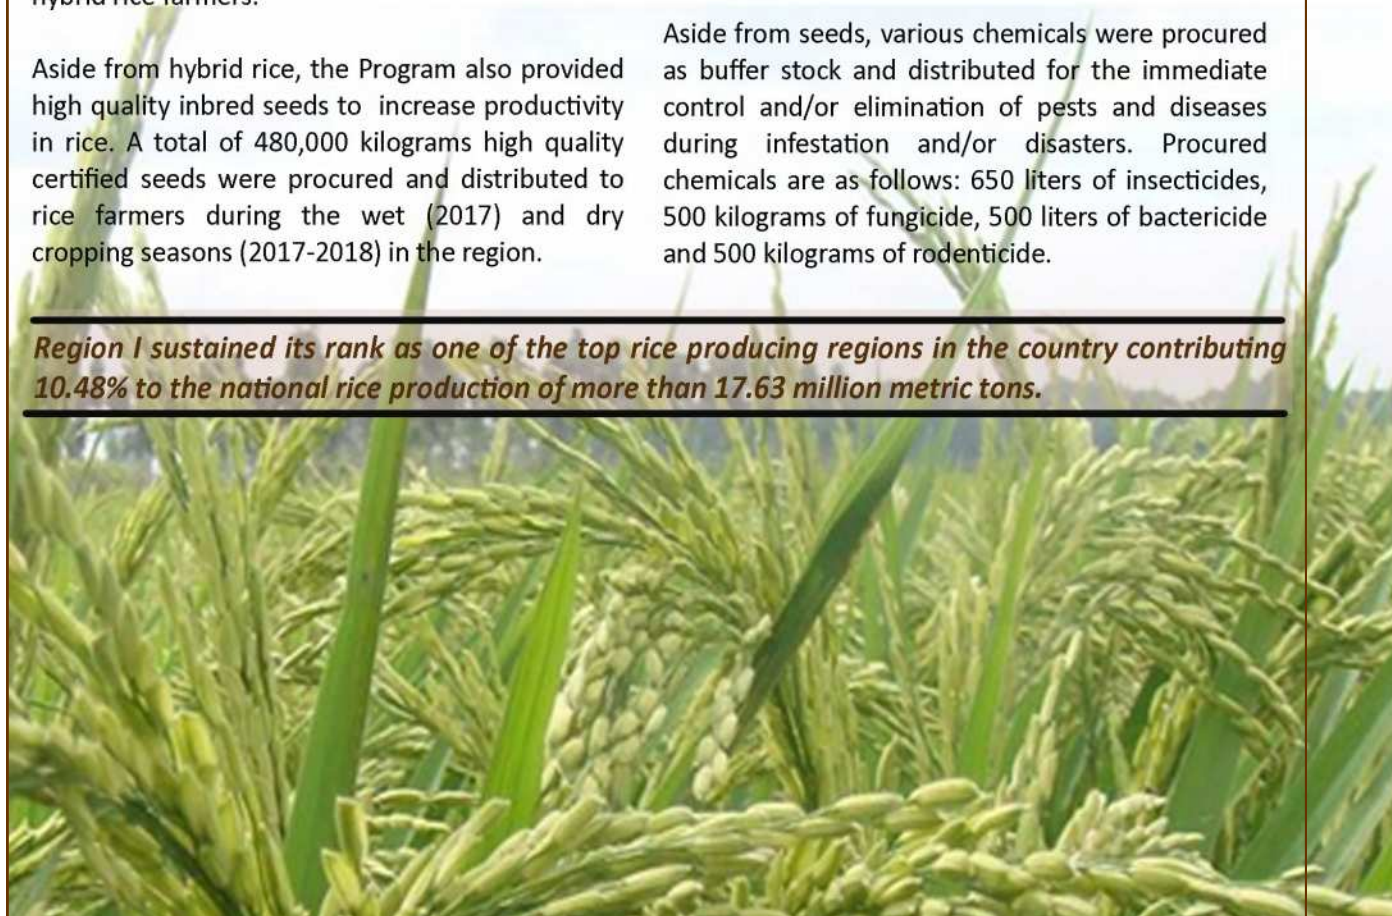 hybrid rice farmers.
Aside from hybrid rice, the Program also provided
high quality inbred seeds to increase productivity
in rice. A total of 480,000 kilograms high quality
certified seeds were procured and distributed to
rice farmers during the wet (2017) and dry
cropping seasons (2017-2018) in the region.
Aside from seeds, various chemicals were procured
as buffer stock and distributed for the immediate
control and/or elimination of pests and diseases
during infestation and/or disasters. Procured
chemicals are as follows: 650 liters of insecticides,
500 kilograms of fungicide, 500 liters of bactericide
and 500 kilograms of rodenticide.
Region I sustained its rank as one of the top rice producing regions in the country contributing
10.48% to the national rice production of more than 17.63 million metric tons.